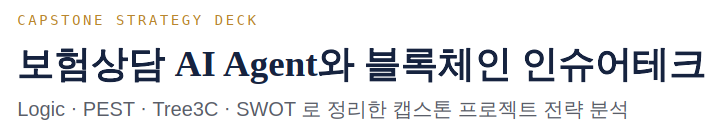 CAPSTONE STRATEGY DECK
보험상담 AI Agent와 블록체인 인슈어테크
Logic · PEST · Tree3C · SWOT 로 정리한 캡스톤 프로젝트 전략 분석